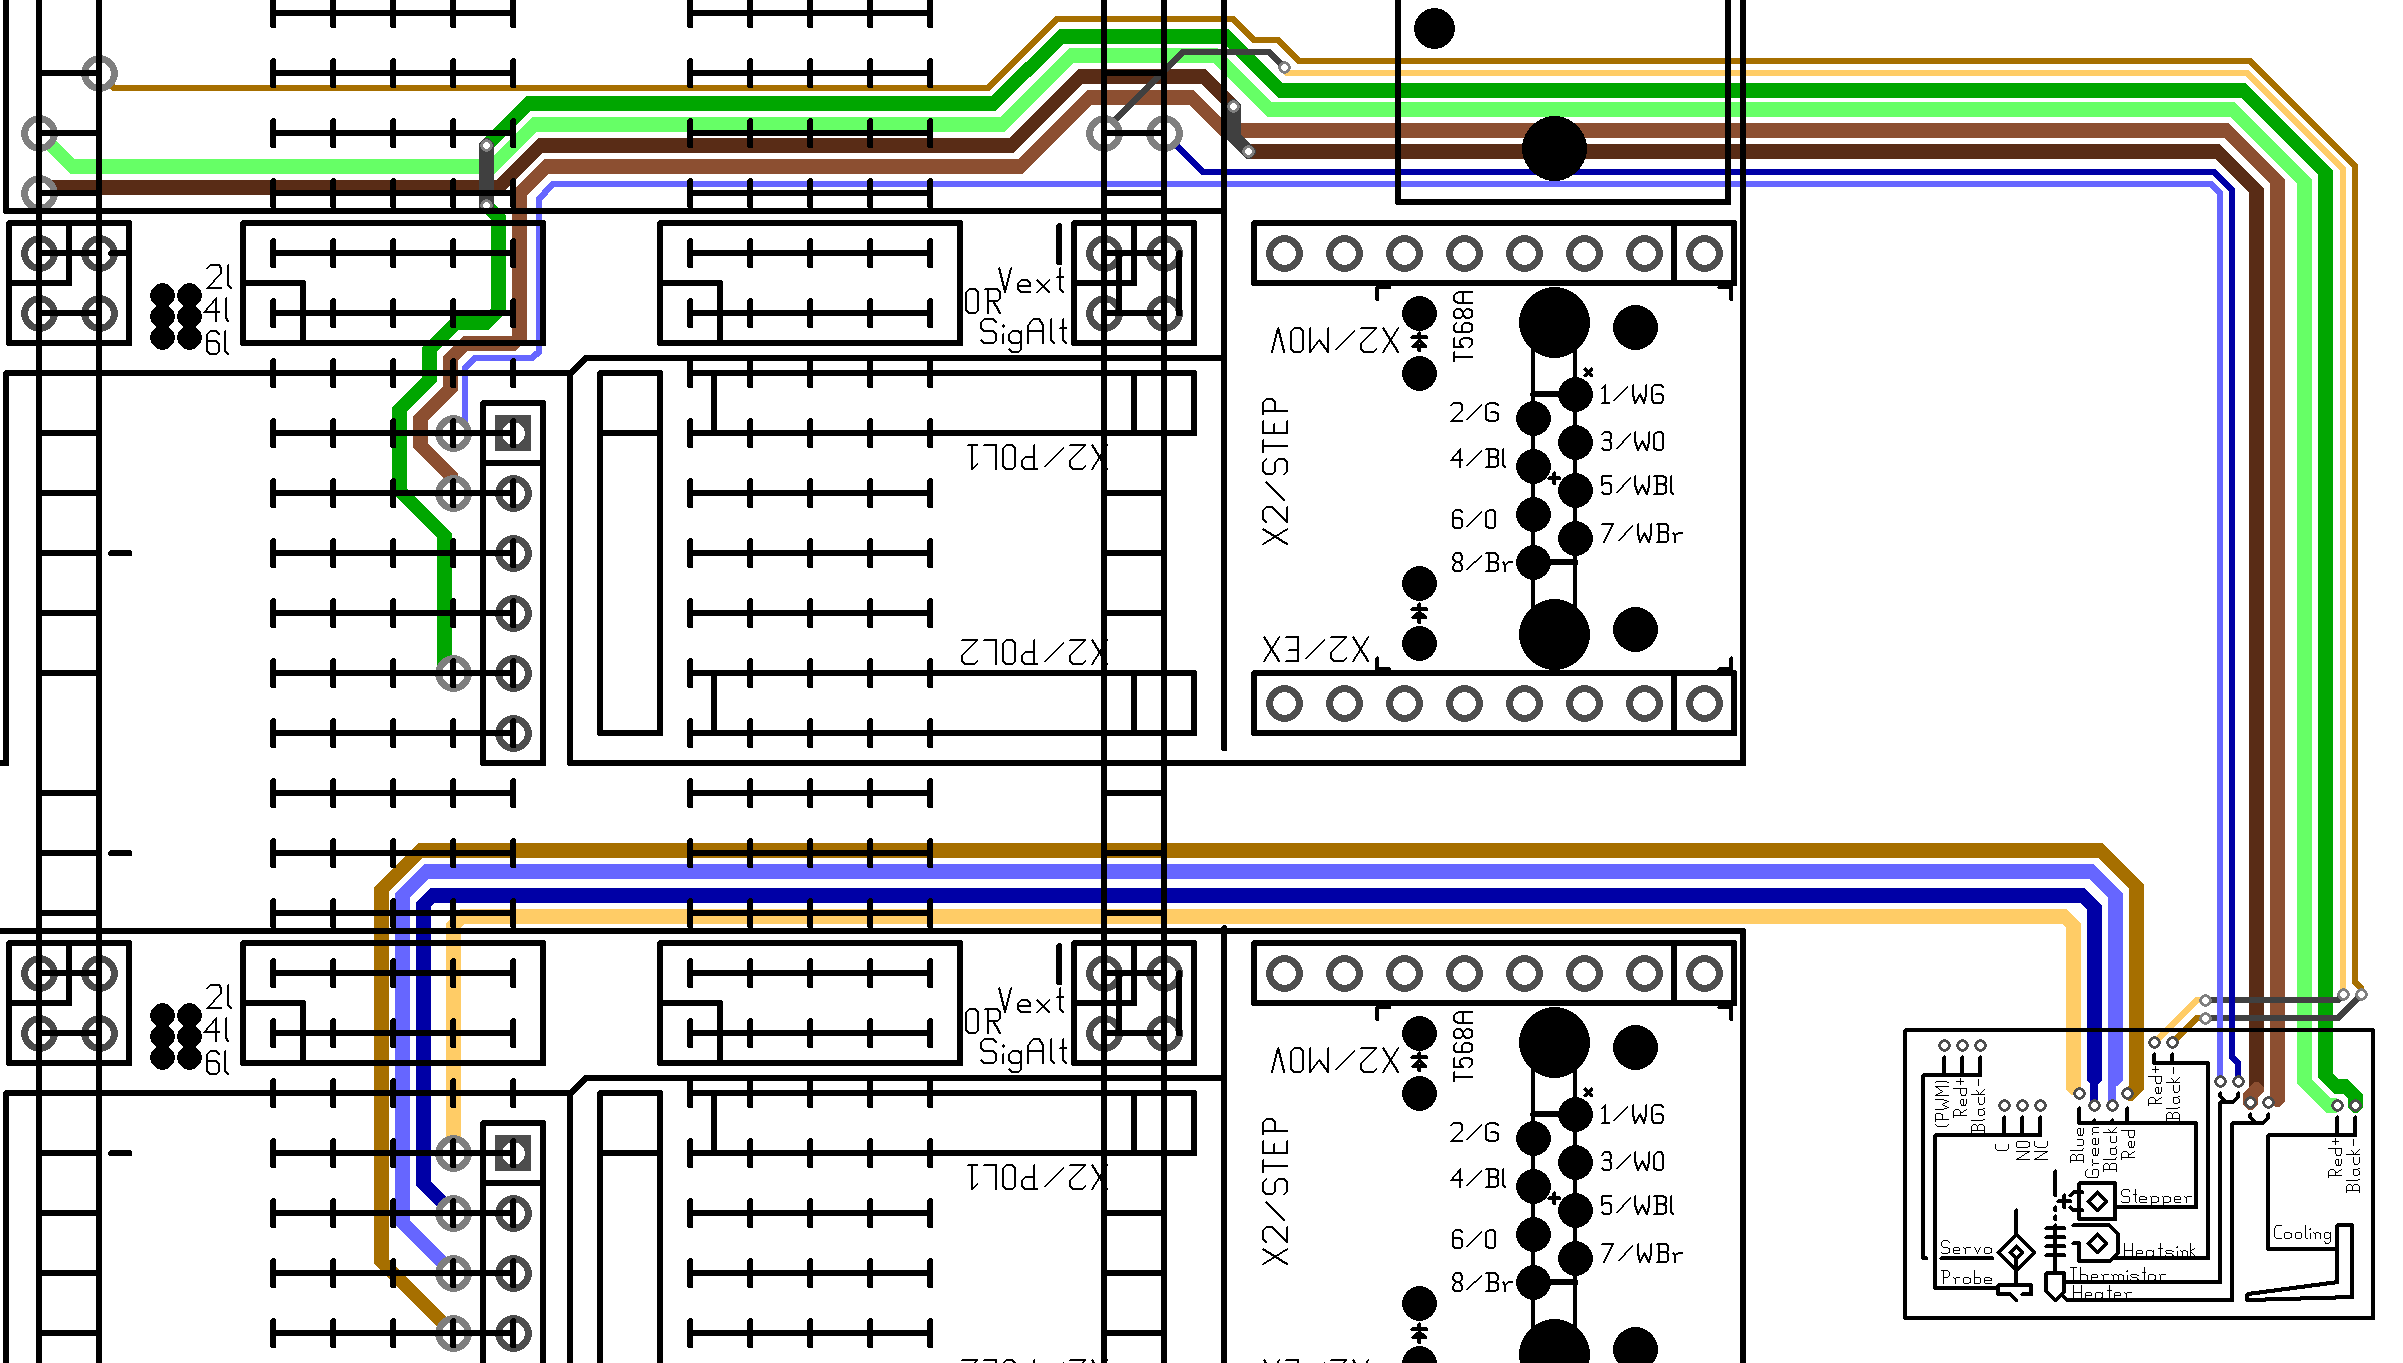 2l
4l
6l
Vext
OR
SigAlt
X2/MOV
T568A
1/WG
2/G
3/WO
4/Bl
5/WBl
6/O
7/WBr
8/Br
X2/STEP
X2/POL1
X2/POL2
X2/EX
2l
4l
6l
Vext
OR
SigAlt
X2/MOV
T568A
1/WG
2/G
3/WO
4/Bl
5/WBl
6/O
7/WBr
8/Br
X2/STEP
X2/POL1
(PWM)
Red+
Black-
C
NO
NC
Blue
Green
Black
Red
Red+
Black-
Red+
Black-
Stepper
Heatsink
Servo
Probe
Thermistor
Heater
Cooling